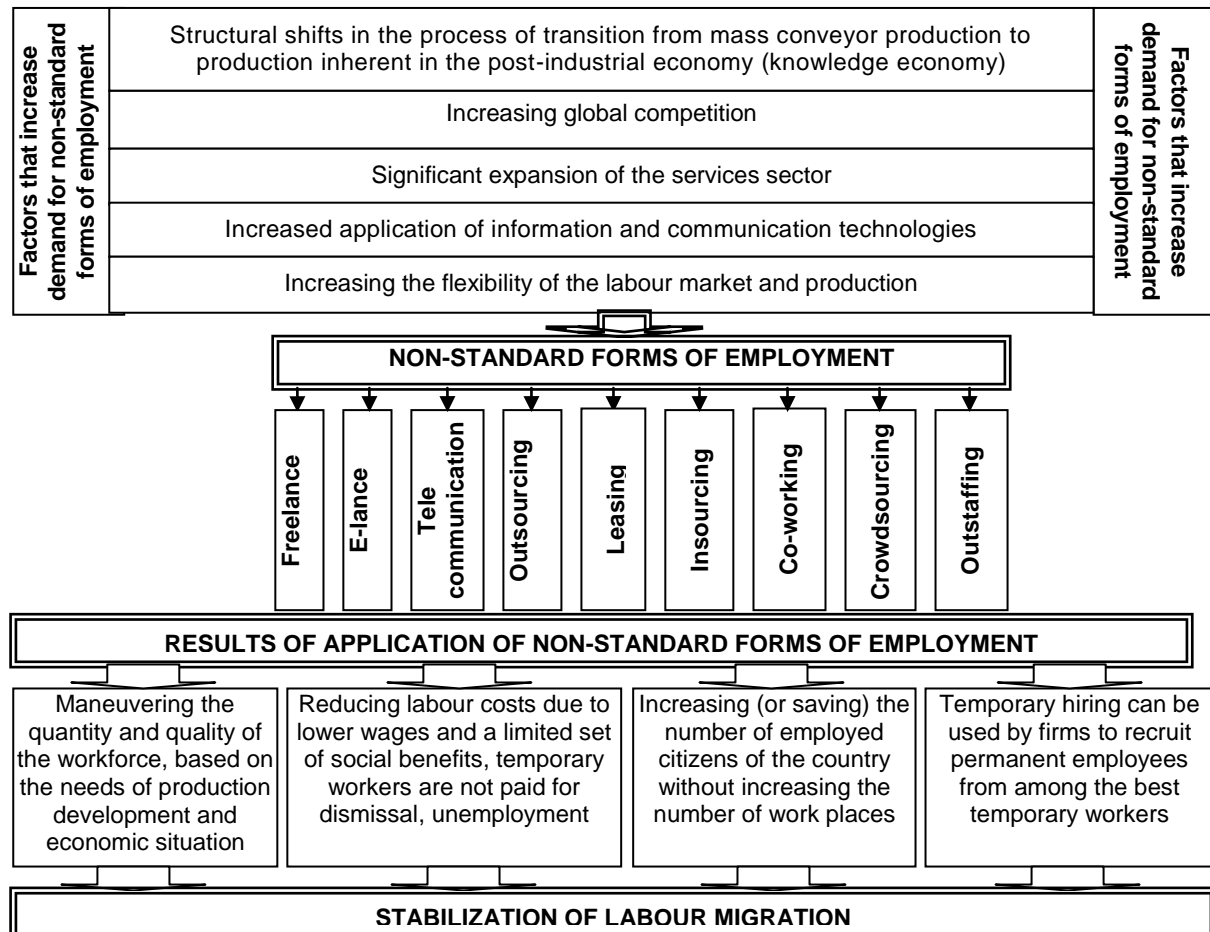 Factors that increase
demand for non-standard
forms of employment
Structural shifts in the process of transition from mass conveyor production to
production inherent in the post-industrial economy (knowledge economy)
Increasing global competition
Significant expansion of the services sector
Increased application of information and communication technologies
Increasing the flexibility of the labour market and production
Factors that increase
demand for non-standard
forms of employment
NON-STANDARD FORMS OF EMPLOYMENT
Freelance
E-lance
Tele
communication
Outsourcing
Leasing
Insourcing
Co-working
Crowdsourcing
Outstaffing
RESULTS OF APPLICATION OF NON-STANDARD FORMS OF EMPLOYMENT
Maneuvering the
quantity and quality of
the workforce, based on
the needs of production
development and
economic situation
Reducing labour costs due to
lower wages and a limited set
of social benefits, temporary
workers are not paid for
dismissal, unemployment
Increasing (or saving) the
number of employed
citizens of the country
without increasing the
number of work places
Temporary hiring can be
used by firms to recruit
permanent employees
from among the best
temporary workers
STABILIZATION OF LABOUR MIGRATION